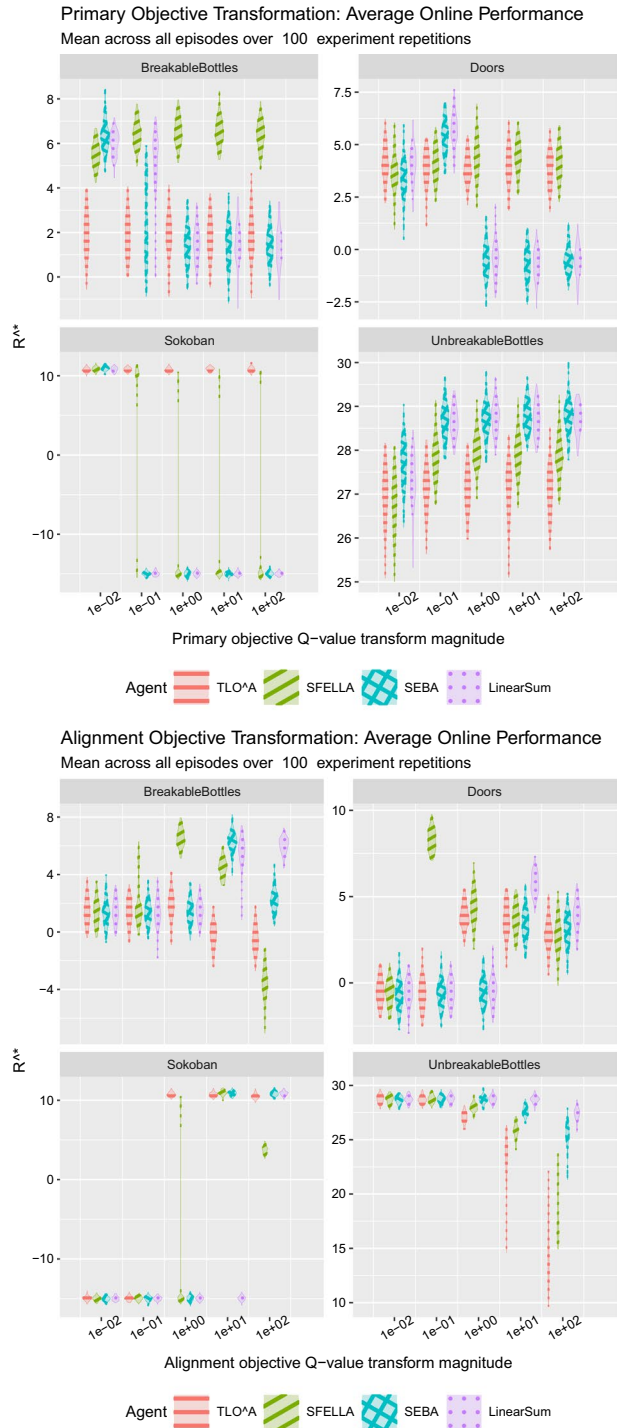 Primary Objective Transformation: Average Online Performance
Mean across all episodes over 100 experiment repetitions
BreakableBottles
Doors
8
6
4
2
0
7.5
5.0
2.5
0.0
−2.5
R^*
Sokoban
UnbreakableBottles
10
0
−10
30
29
28
27
26
25
1e−02
1e−01
1e+00
1e+01
1e+02
1e−02
1e−01
1e+00
1e+01
1e+02
Primary objective Q−value transform magnitude
Agent TLO^A SFELLA SEBA LinearSum
Alignment Objective Transformation: Average Online Performance
Mean across all episodes over 100 experiment repetitions
BreakableBottles
Doors
8
4
0
−4
10
5
0
R^*
Sokoban
UnbreakableBottles
10
0
−10
30
25
20
15
10
1e−02
1e−01
1e+00
1e+01
1e+02
1e−02
1e−01
1e+00
1e+01
1e+02
Alignment objective Q−value transform magnitude
Agent TLO^A SFELLA SEBA LinearSum